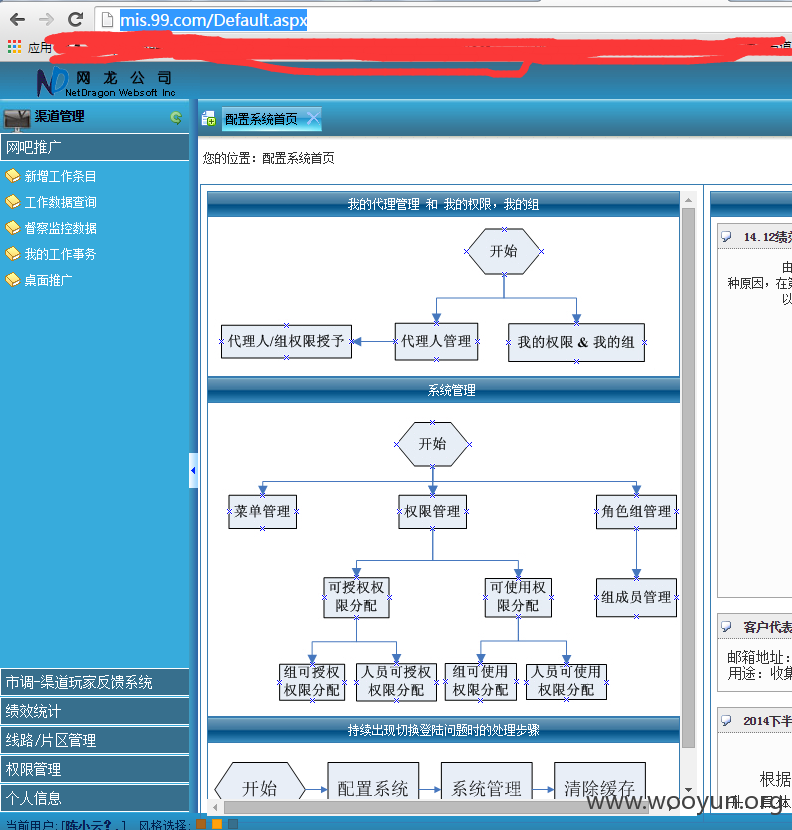 mis.99.com/Default.aspx
应用
ND
网 龙 公 司
NetDragon Websoft Inc
渠道管理
网吧推广
新增工作条目
工作数据查询
督察监控数据
我的工作事务
桌面推广
市调-渠道玩家反馈系统
绩效统计
线路/片区管理
权限管理
个人信息
配置系统首页
您的位置：配置系统首页
我的代理管理 和 我的权限，我的组
开始
代理人/组权限授予
代理人管理
我的权限 & 我的组
系统管理
开始
菜单管理
权限管理
角色组管理
可授权权
限分配
可使用权
限分配
组成员管理
组可授权
权限分配
人员可授权
权限分配
组可使用
权限分配
人员可使用
权限分配
持续出现切换登陆问题时的处理步骤
开始
配置系统
系统管理
清除缓存
14.12绩效
由
种原因，在第
以
客户代表
邮箱地址：
用途：收集
2014下半
根据
www.wooyun.org
当前用户：[陈小云?.] 风格选择：